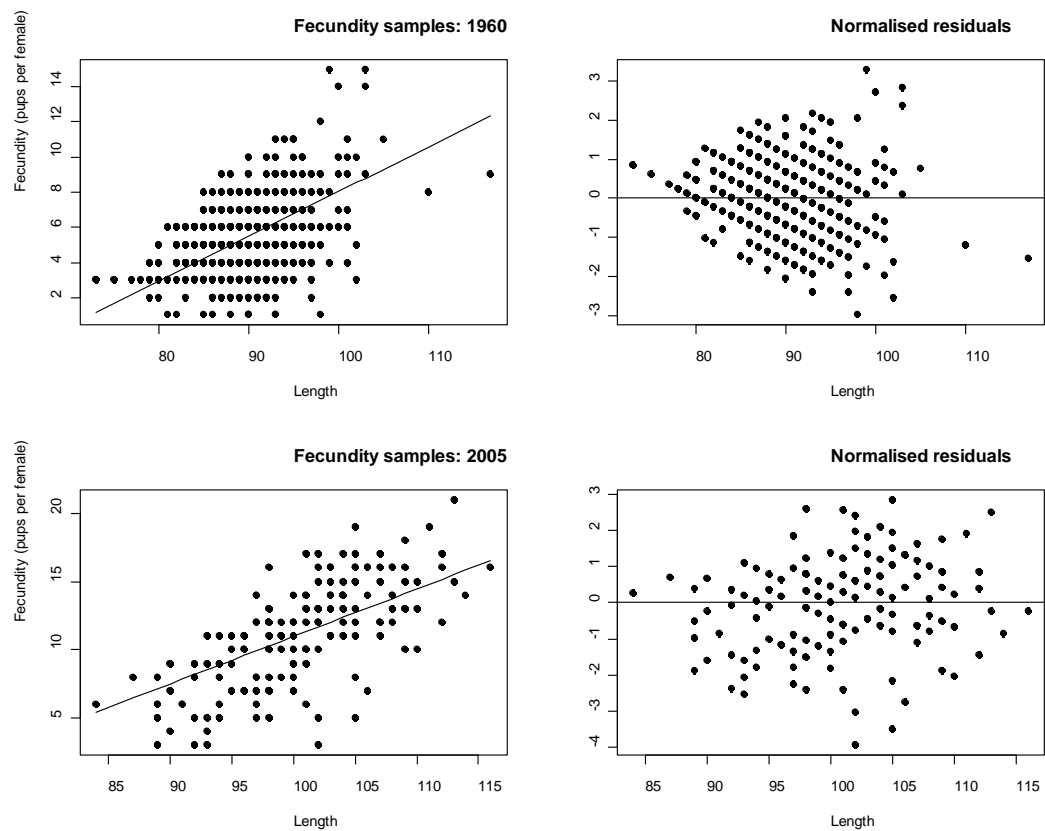 Fecundity samples: 1960
Fecundity (pups per female)
2 4 6 8 10 12 14
80 90 100 110
Length
Normalised residuals
-3 -2 -1 0 1 2 3
80 90 100 110
Length
Fecundity samples: 2005
Fecundity (pups per female)
5 10 15 20
85 90 95 100 105 110 115
Length
Normalised residuals
-4 -3 -2 -1 0 1 2 3
85 90 95 100 105 110 115
Length